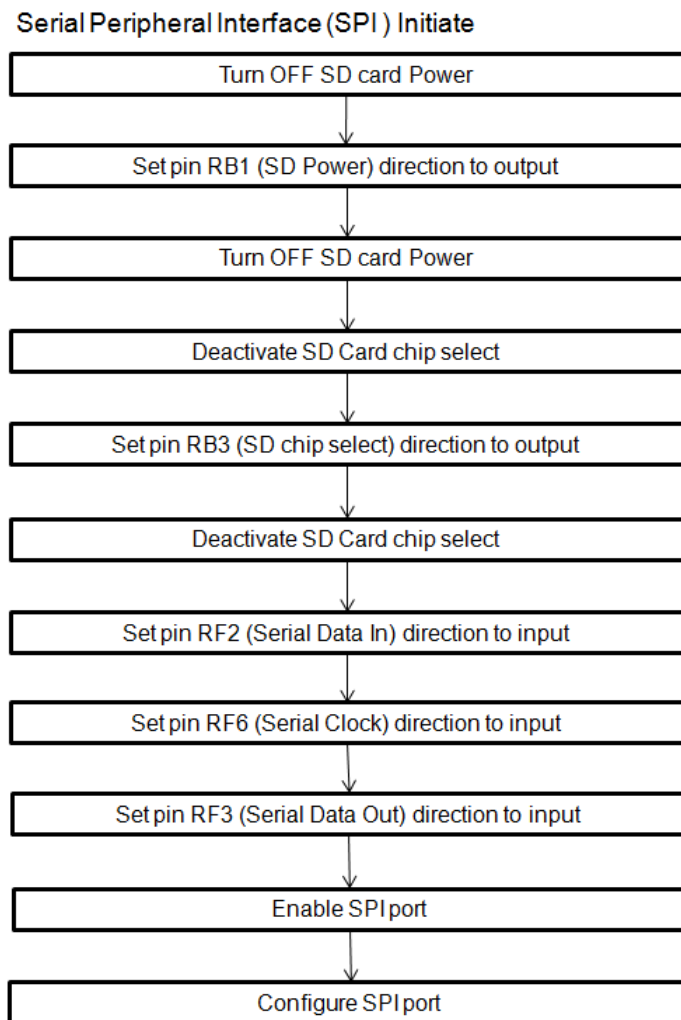 Serial Peripheral Interface (SPI ) Initiate
Turn OFF SD card Power
Set pin RB1 (SD Power) direction to output
Turn OFF SD card Power
Deactivate SD Card chip select
Set pin RB3 (SD chip select) direction to output
Deactivate SD Card chip select
Set pin RF2 (Serial Data In) direction to input
Set pin RF6 (Serial Clock) direction to input
Set pin RF3 (Serial Data Out) direction to input
Enable SPI port
Configure SPI port